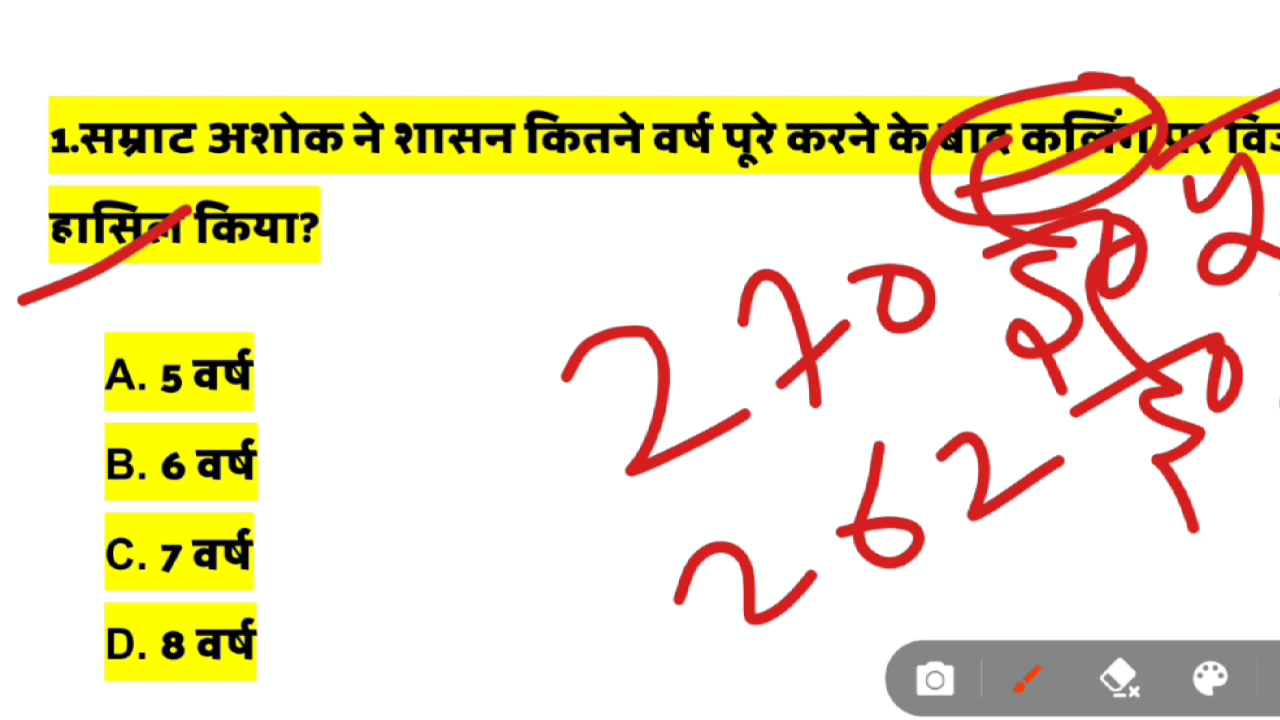 1.सम्राट अशोक ने शासन कितने वर्ष पूरे करने के बाद कलिंग पर
हासिल किया?
270 ई० पू
262 ई०
A. 5 वर्ष
B. 6 वर्ष
C. 7 वर्ष
D. 8 वर्ष